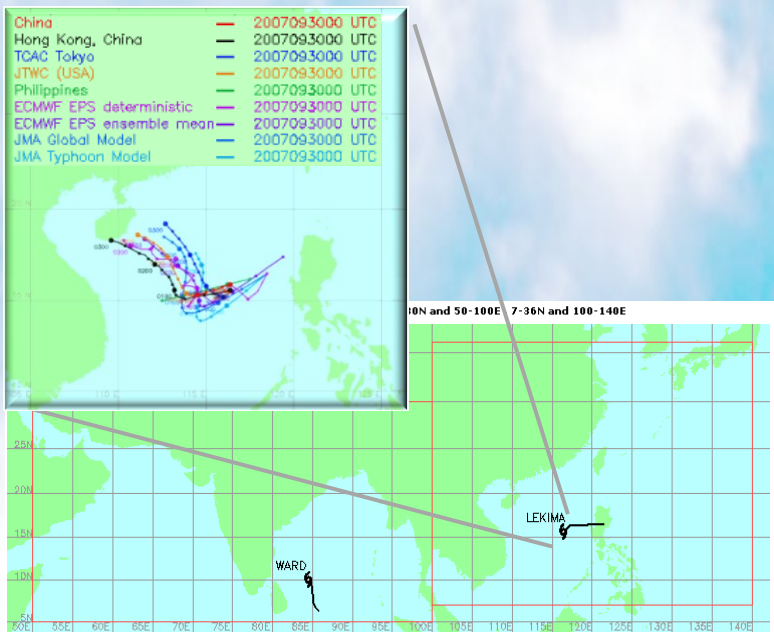 China 2007093000 UTC
Hong Kong, China 2007093000 UTC
TCAC Tokyo 2007093000 UTC
JTWC (USA) 2007093000 UTC
Philippines 2007093000 UTC
ECMWF EPS deterministic 2007093000 UTC
ECMWF EPS ensemble mean 2007093000 UTC
JMA Global Model 2007093000 UTC
JMA Typhoon Model 2007093000 UTC
110 E 115 E
30N and 50-100E 7-36N and 100-140E
25N
20N
LEKIMA
15N
WARD
10N
5N
50E 55E 60E 65E 70E 75E 80E 85E 90E 95E 100E 105E 110E 115E 120E 125E 130E 135E 140E